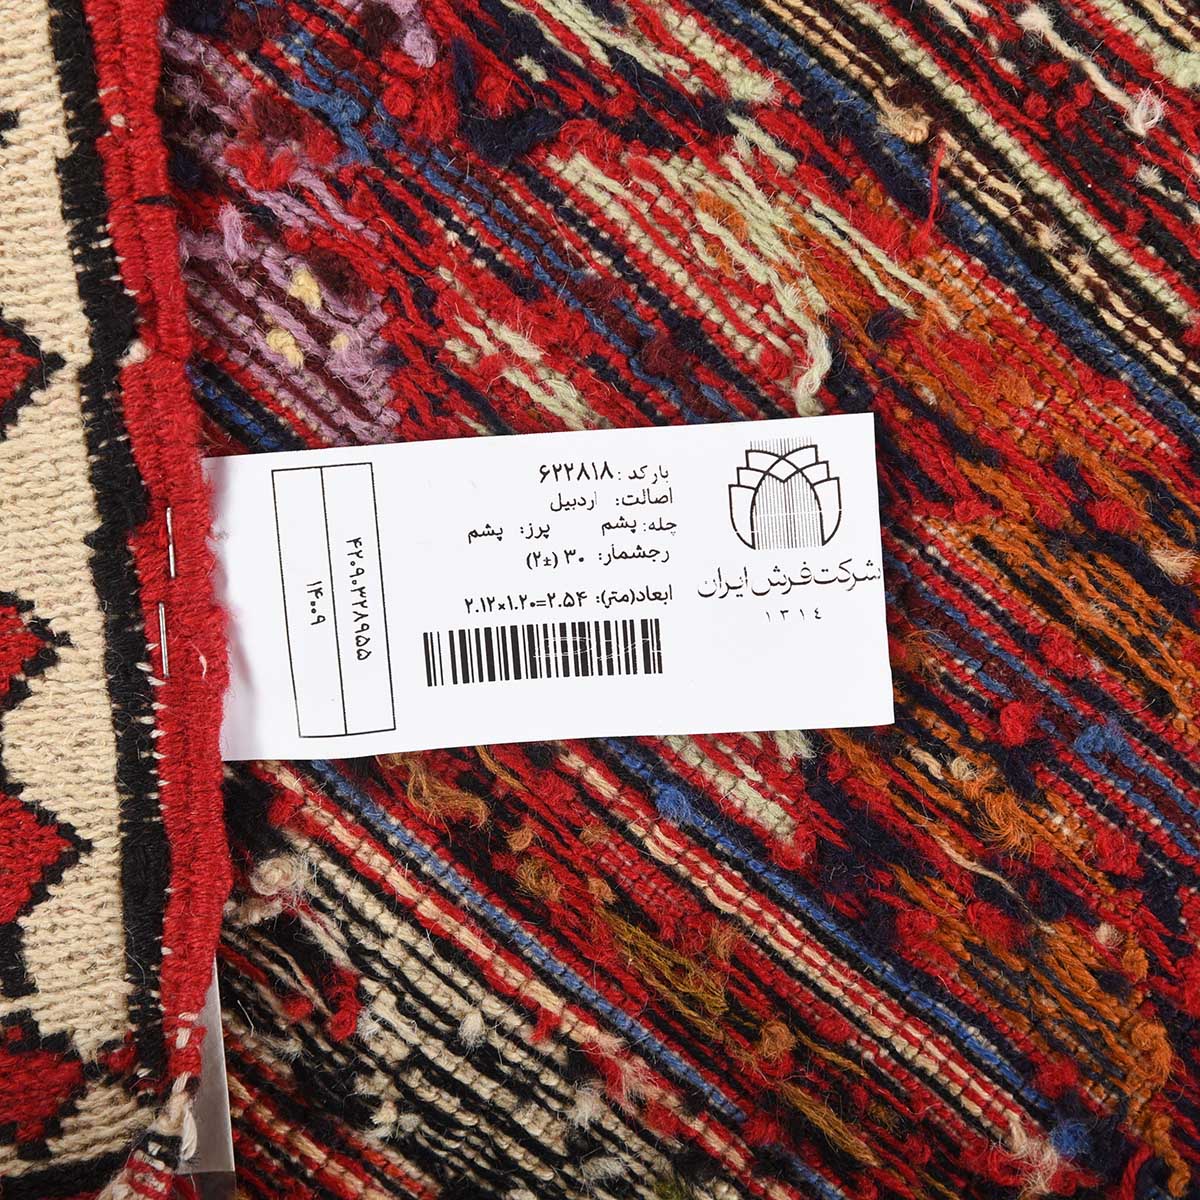 بارکد: ۶۲۲۸۱۸
اصالت: اردبیل
چله: پشم پرز: پشم
رجشمار: ۳۰ (±۲)
ابعاد(متر): ۲.۱۲×۱.۲۰=۲.۵۴
شرکت فرش ایران
۱۳۱٤
۴۲۰۹۰۳۲۸۹۵۵
۱۴۰۰۹